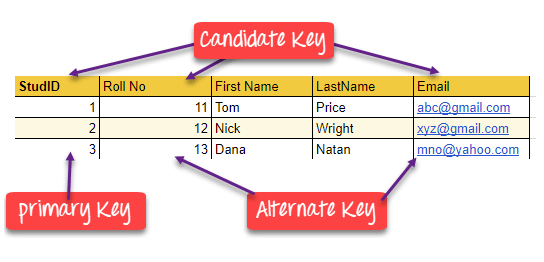 Candidate Key
StudID Roll No First Name LastName Email
1 11 Tom Price abc@gmail.com
2 12 Nick Wright xyz@gmail.com
3 13 Dana Natan mno@yahoo.com
primary Key Alternate Key